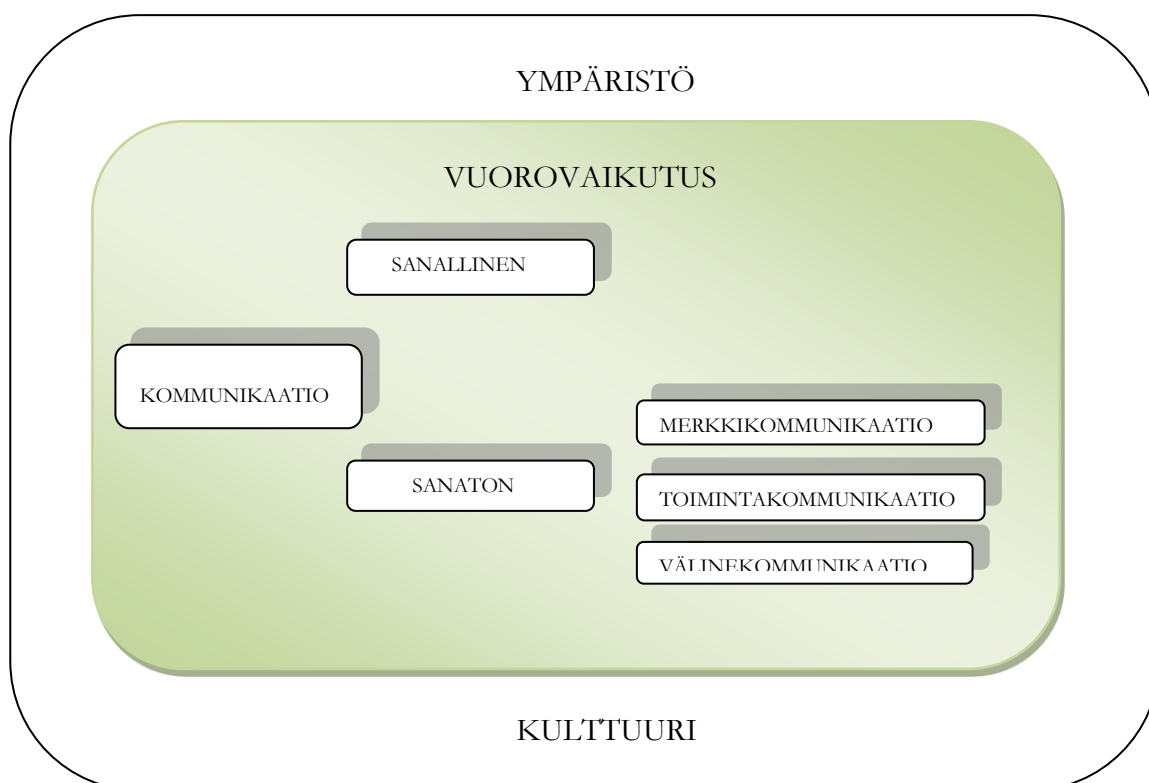 YMPÄRISTÖ
VUOROVAIKUTUS
SANALLINEN
KOMMUNIKAATIO
SANATON
MERKKIKOMMUNIKAATIO
TOIMINTAKOMMUNIKAATIO
VÄLINEKOMMUNIKAATIO
KULTTUURI